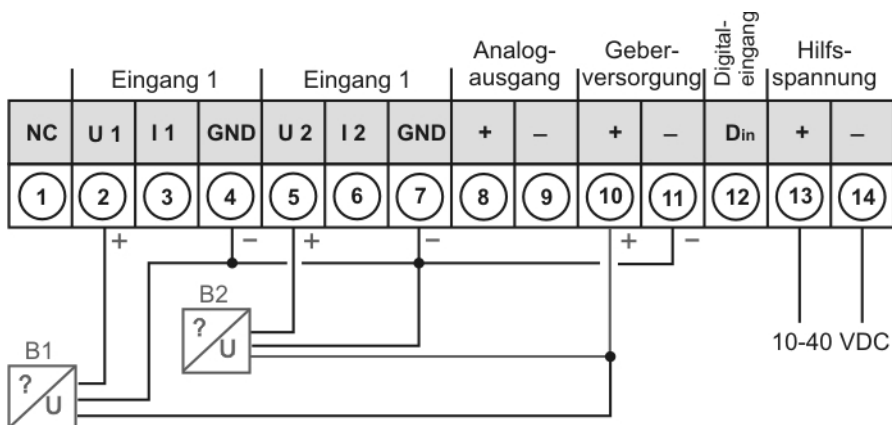 Eingang 1
Eingang 1
Analog-
ausgang
Geber-
versorgung
Digital-
eingang
Hilfs-
spannung
NC U 1 I 1 GND U 2 I 2 GND + – + – Din + –
1 2 3 4 5 6 7 8 9 10 11 12 13 14
+ – + – + –
B2
? U
10-40 VDC
B1
? U